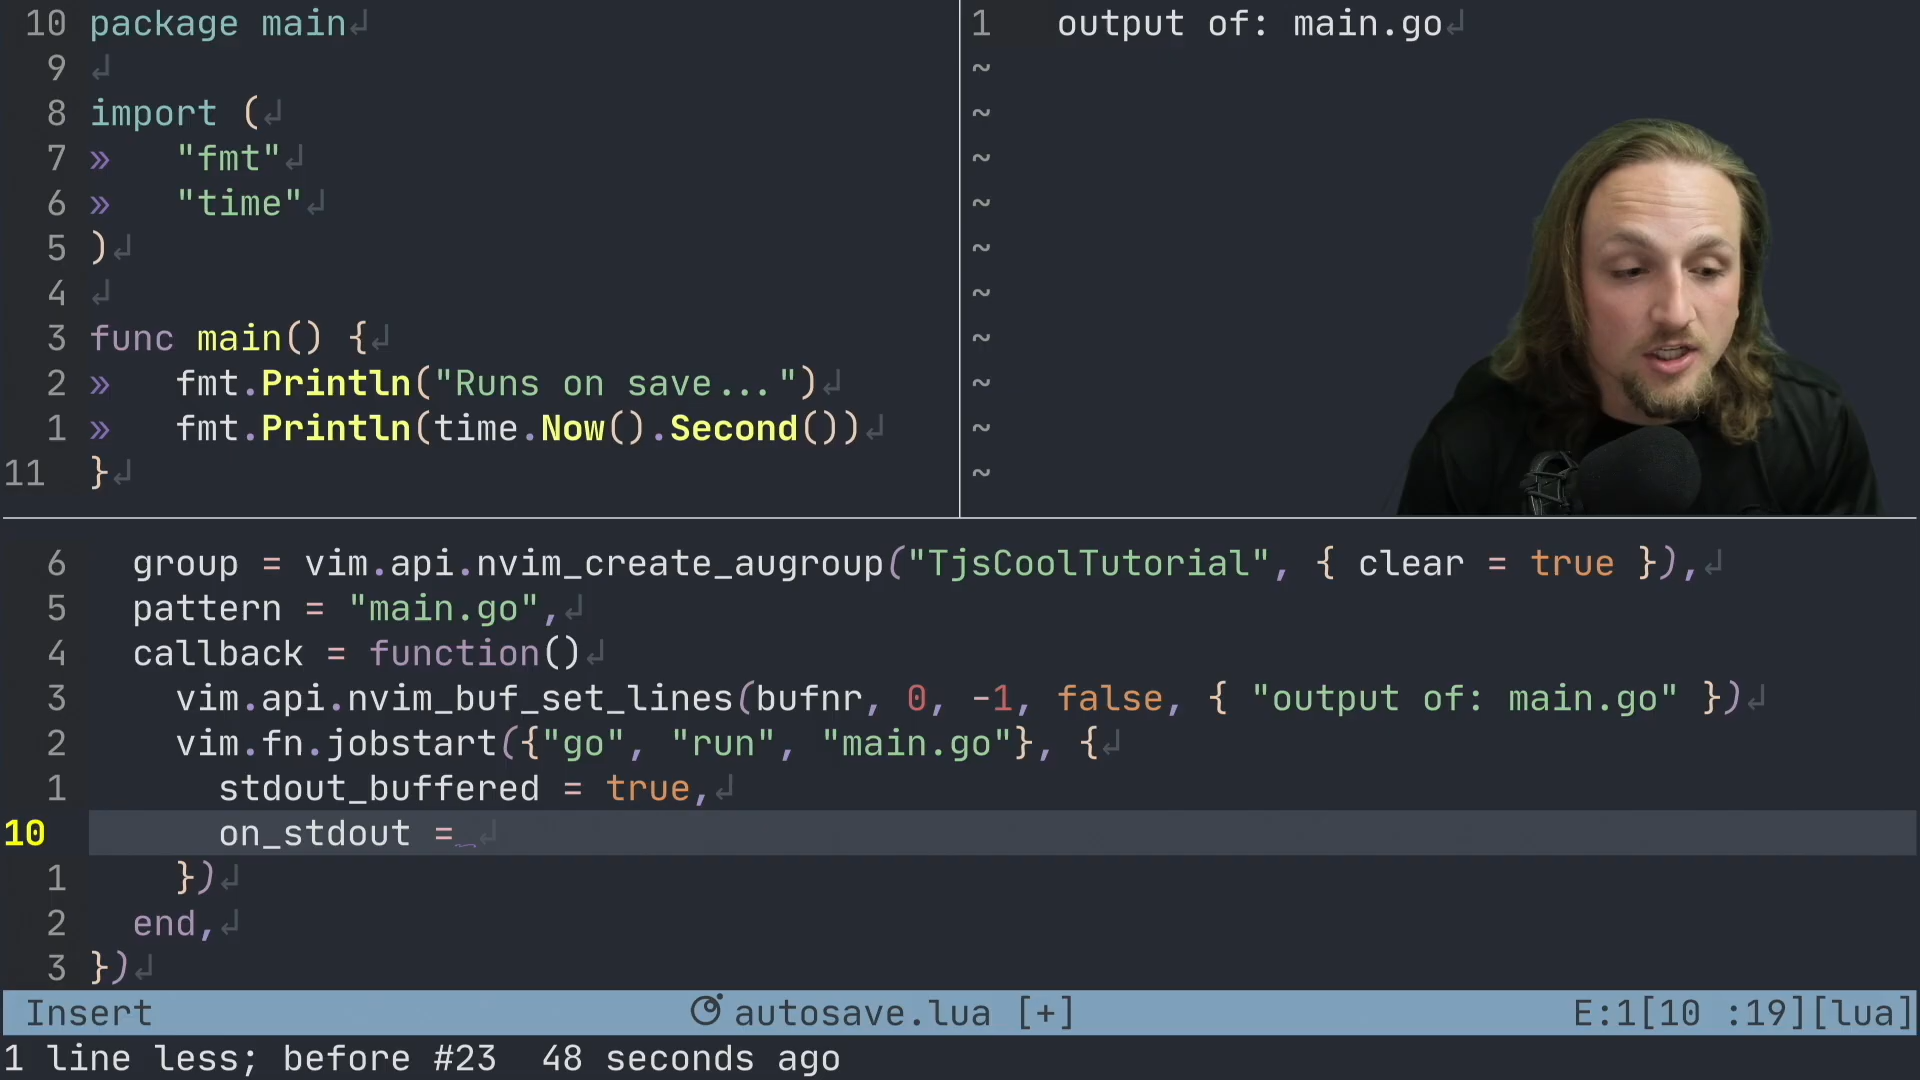 10 package main↲
9 ↲
8 import (↲
7 »   "fmt"↲
6 »   "time"↲
5 )↲
4 ↲
3 func main() {↲
2 »   fmt.Println("Runs on save...")↲
1 »   fmt.Println(time.Now().Second())↲
11 }↲
1   output of: main.go↲
~
~
~
~
~
~
~
~
~
~
6   group = vim.api.nvim_create_augroup("TjsCoolTutorial", { clear = true }),↲
5   pattern = "main.go",↲
4   callback = function()↲
3     vim.api.nvim_buf_set_lines(bufnr, 0, -1, false, { "output of: main.go" })↲
2     vim.fn.jobstart({"go", "run", "main.go"}, {↲
1       stdout_buffered = true,↲
10       on_stdout = ↲
1     })↲
2   end,↲
3 })↲
Insert autosave.lua [+] E:1[10 :19][lua]
1 line less; before #23  48 seconds ago